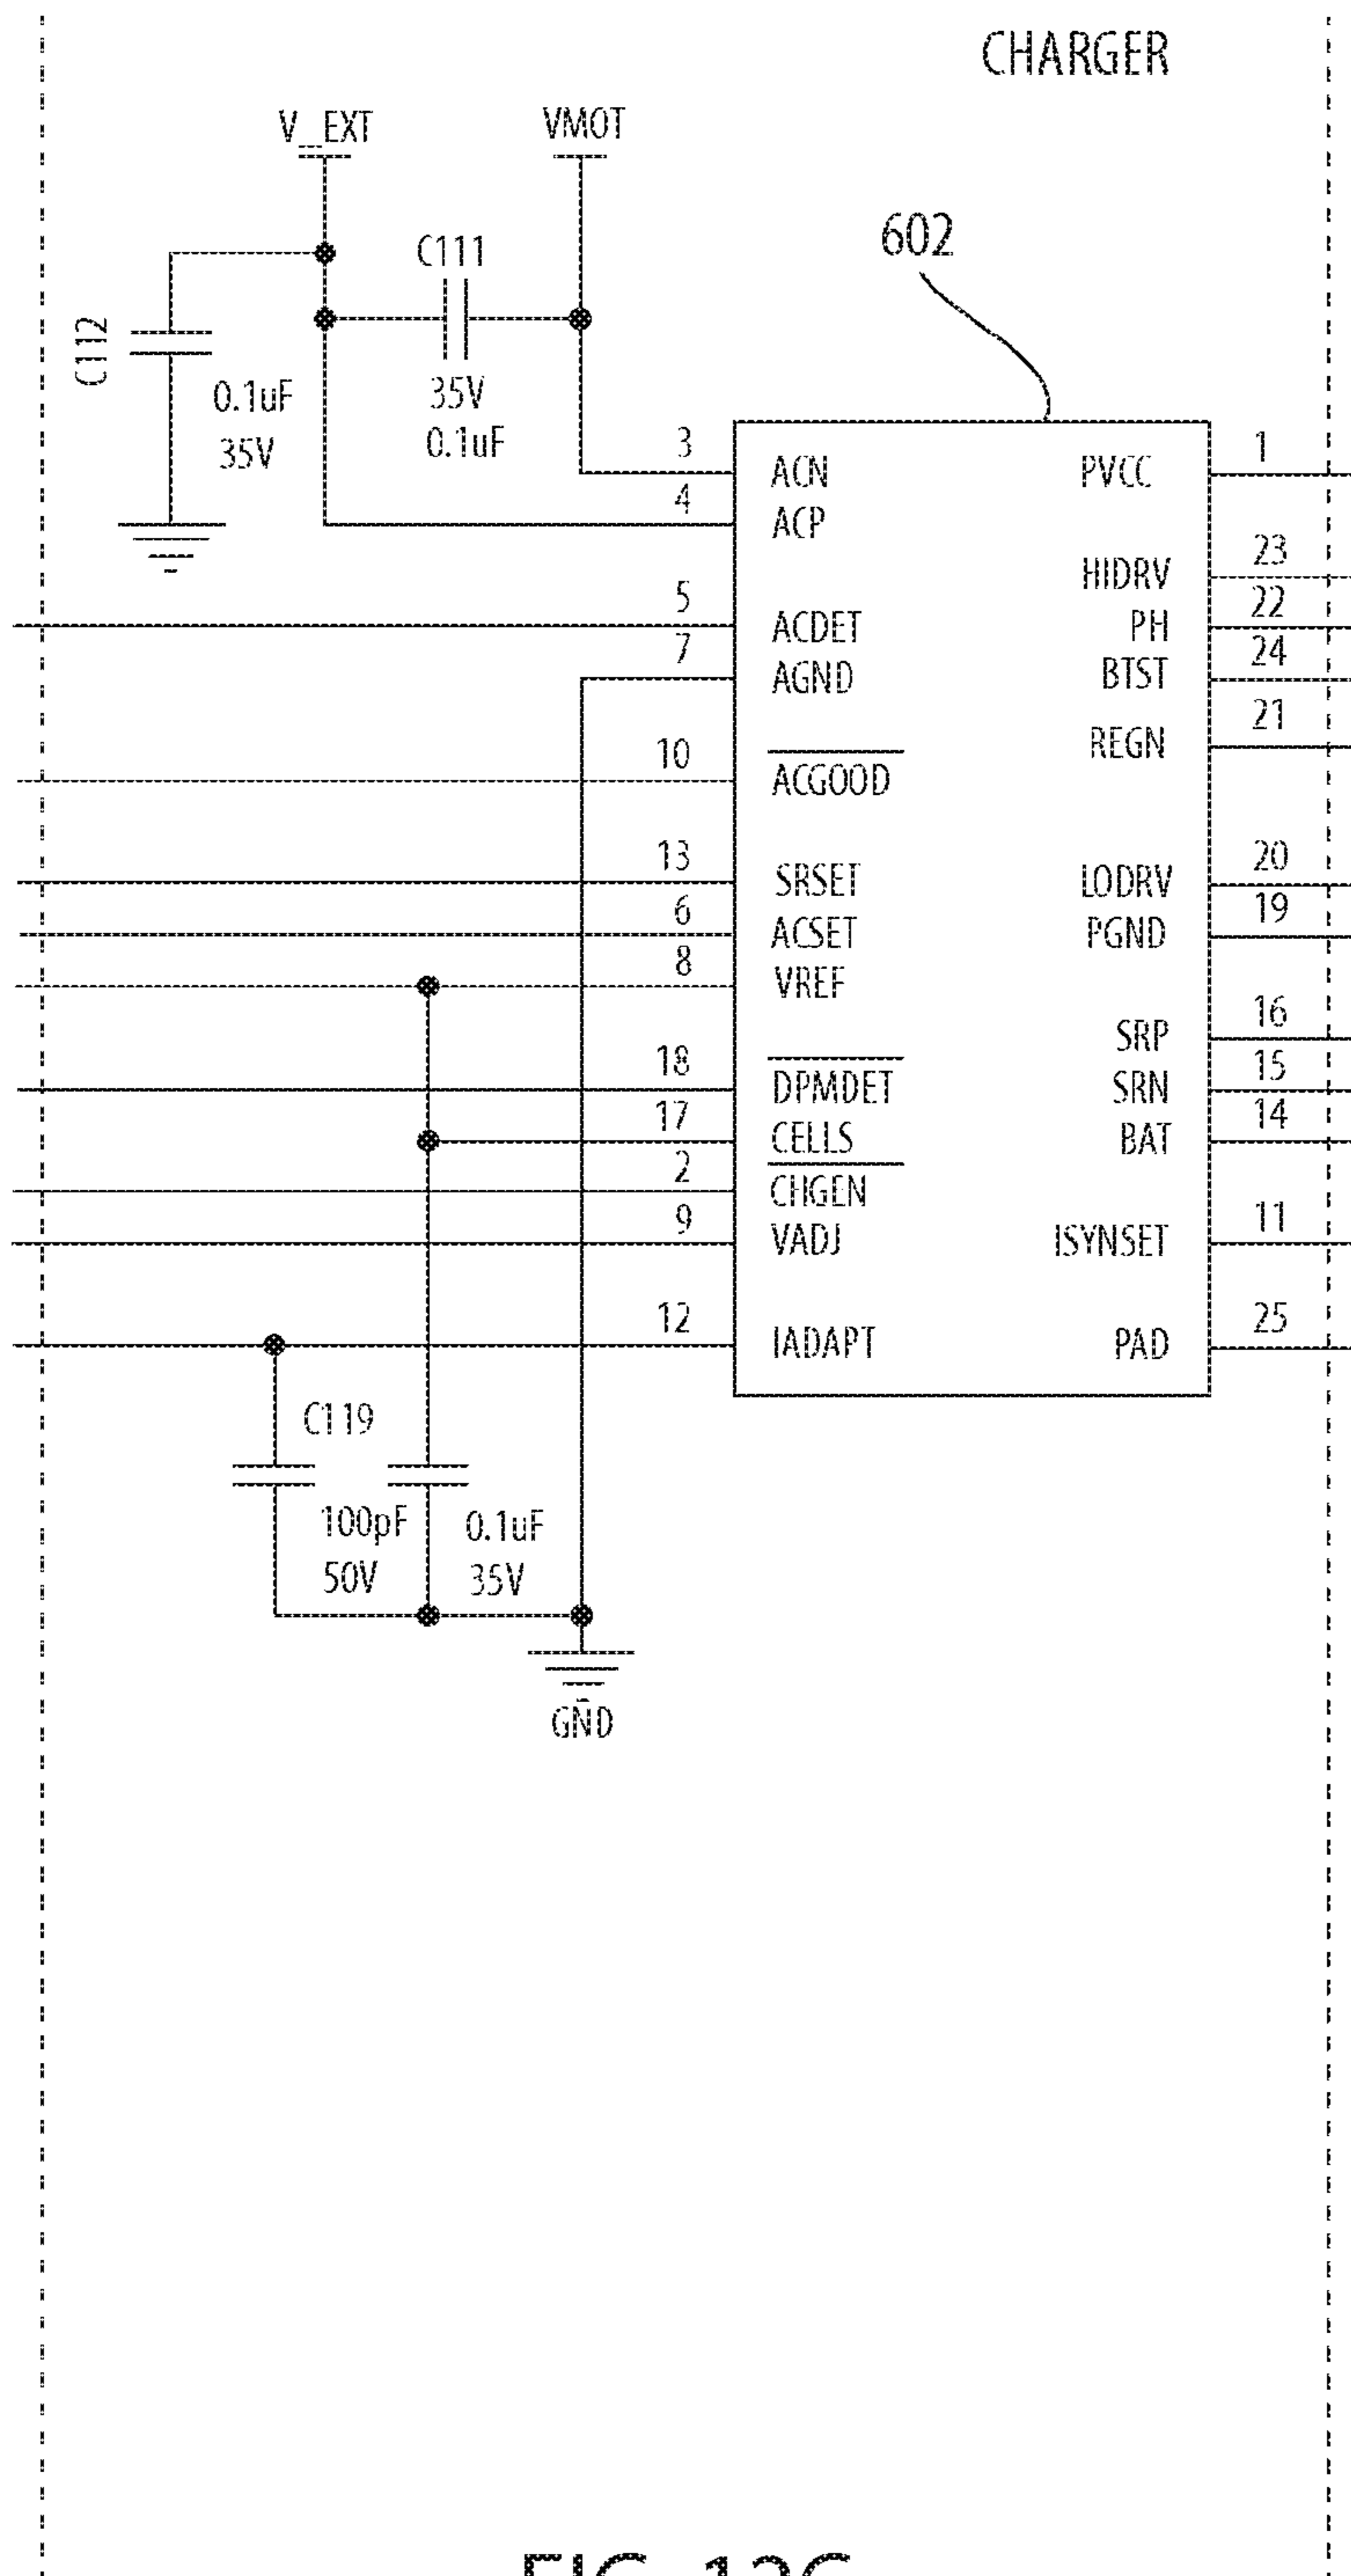 CHARGER
V_EXT
VMOT
602
C111
35V
0.1uF
C112
0.1uF
35V
3
ACN
PVCC
1
4
ACP
HIDRV
23
5
ACDET
PH
22
7
AGND
BTST
24
REGN
21
10
ACGOOD
13
SRSET
LODRV
20
6
ACSET
PGND
19
8
VREF
SRP
16
18
DPMDET
SRN
15
17
CELLS
BAT
14
2
CHGEN
9
VADJ
ISYNSET
11
12
IADAPT
PAD
25
C119
100pF
50V
0.1uF
35V
GND